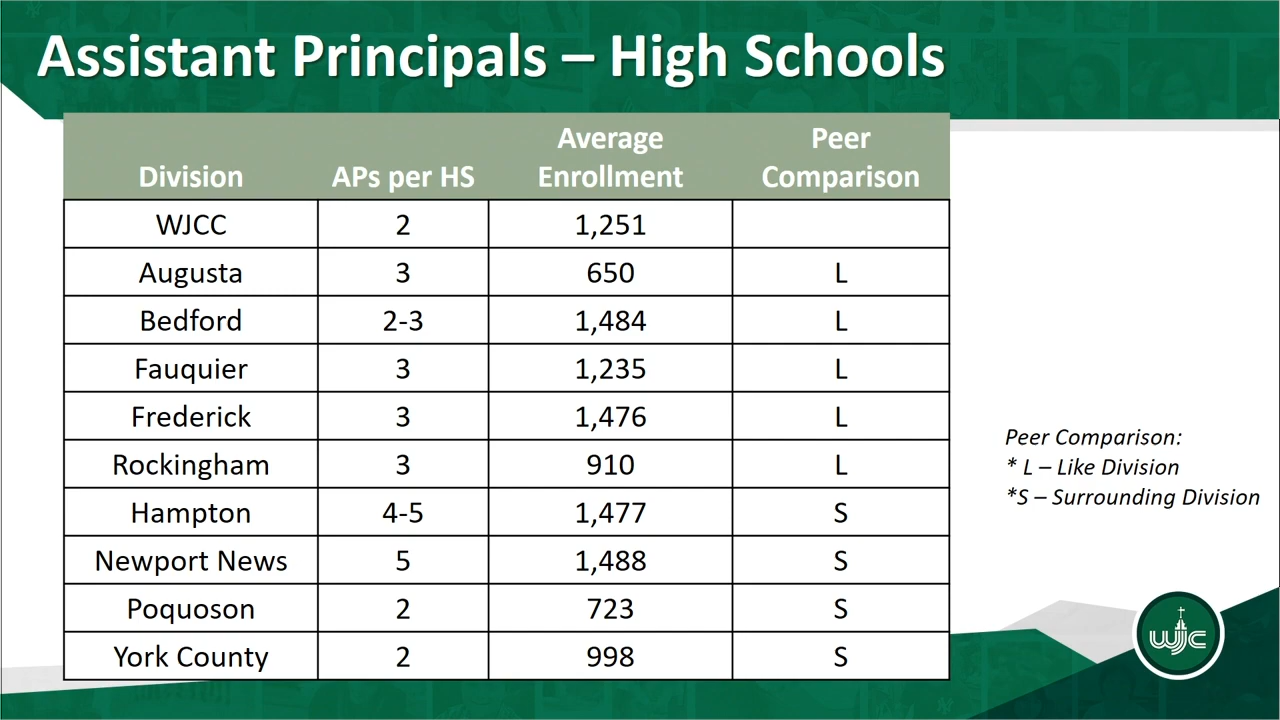 Assistant Principals – High Schools
Division APs per HS Average Enrollment Peer Comparison
WJCC 2 1,251
Augusta 3 650 L
Bedford 2-3 1,484 L
Fauquier 3 1,235 L
Frederick 3 1,476 L
Rockingham 3 910 L
Hampton 4-5 1,477 S
Newport News 5 1,488 S
Poquoson 2 723 S
York County 2 998 S
Peer Comparison:
* L – Like Division
*S – Surrounding Division
wjc